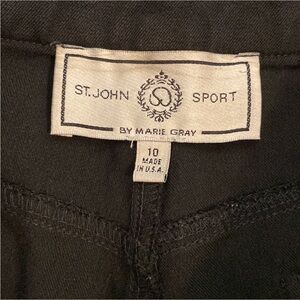 ST. JOHN SPORT
BY MARIE GRAY
10
MADE
IN U.S.A.